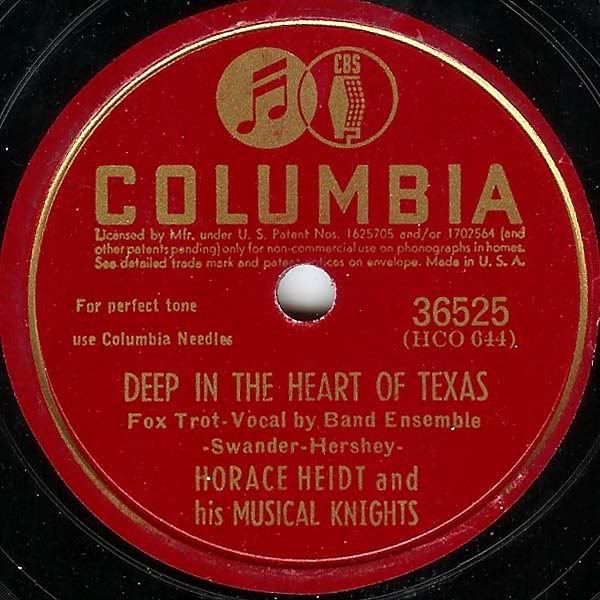 CBS
COLUMBIA
Licensed by Mfr. under U. S. Patent Nos. 1625705 and/or 1702564 (and
other patents pending) only for non-commercial use on phonographs in homes.
See detailed trade mark and patent notices on envelope. Made in U. S. A.
For perfect tone
use Columbia Needles
36525
(HCO 644)
DEEP IN THE HEART OF TEXAS
Fox Trot-Vocal by Band Ensemble
-Swander-Hershey-
HORACE HEIDT and
his MUSICAL KNIGHTS